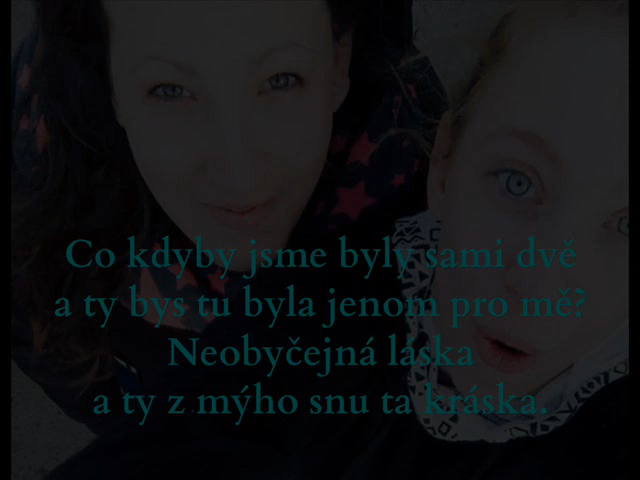 Co kdyby jsme byly sami dvě
a ty bys tu byla jenom pro mě?
Neobyčejná láska
a ty z mýho snu ta kráska.